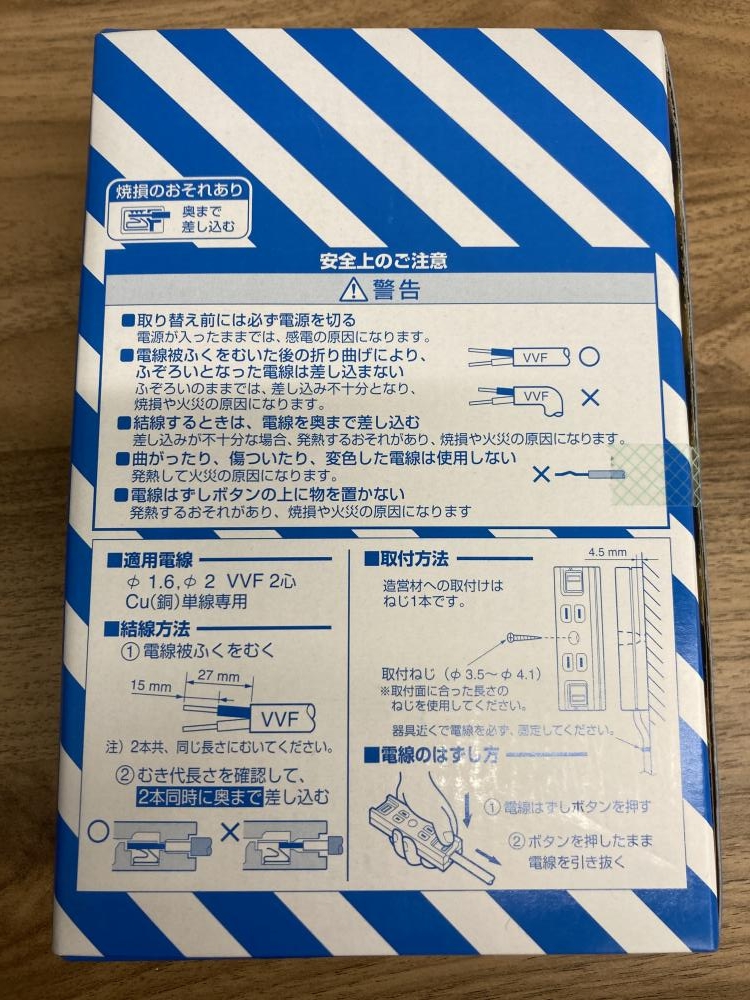 焼損のおそれあり
奥まで
差し込む
安全上のご注意
警告
■取り替え前には必ず電源を切る
電源が入ったままでは、感電の原因になります。
■電線被ふくをむいた後の折り曲げにより、
ふぞろいとなった電線は差し込まない
ふぞろいのままでは、差し込み不十分となり、
焼損や火災の原因になります。
VVF ○
VVF ×
■結線するときは、電線を奥まで差し込む
差し込みが不十分な場合、発熱するおそれがあり、焼損や火災の原因になります。
■曲がったり、傷ついたり、変色した電線は使用しない
発熱して火災の原因になります。
×
■電線はずしボタンの上に物を置かない
発熱するおそれがあり、焼損や火災の原因になります
■適用電線
φ 1.6,φ 2 VVF 2心
Cu(銅)単線専用
■結線方法
① 電線被ふくをむく
27 mm
15 mm
VVF
注）2本共、同じ長さにむいてください。
② むき代長さを確認して、
2本同時に奥まで差し込む
○ ×
■取付方法
4.5 mm
造営材への取付けは
ねじ1本です。
取付ねじ（φ 3.5～φ 4.1）
※取付面に合った長さの
ねじを使用してください。
器具近くで電線を必ず、固定してください。
■電線のはずし方
① 電線はずしボタンを押す
② ボタンを押したまま
電線を引き抜く